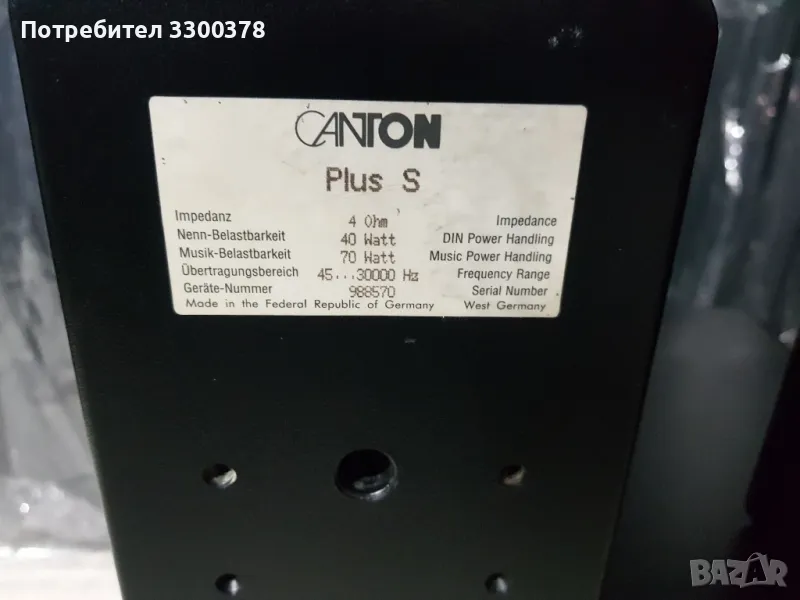 Потребител 3300378
CANTON
Plus S
Impedanz 4 Ohm Impedance
Nenn-Belastbarkeit 40 Watt DIN Power Handling
Musik-Belastbarkeit 70 Watt Music Power Handling
Übertragungsbereich 45...30000 Hz Frequency Range
Geräte-Nummer 988570 Serial Number
Made in the Federal Republic of Germany West Germany
BAZAR